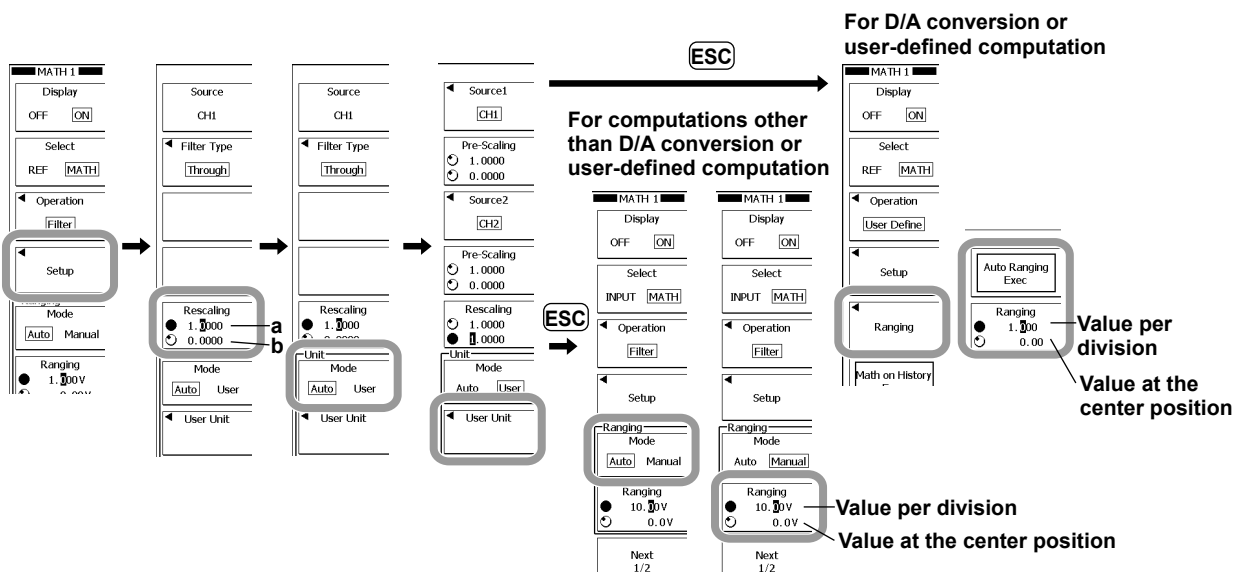 For D/A conversion or
user-defined computation
ESC
MATH 1
Display
OFF ON
Select
REF MATH
Operation
Filter
Setup
Mode
Auto Manual
Ranging
1.000V
Source
CH1
Filter Type
Through
Rescaling
1.0000
0.0000
a
b
Mode
Auto User
User Unit
Source
CH1
Filter Type
Through
Rescaling
1.0000
Unit
Mode
Auto User
User Unit
Source1
CH1
Pre-Scaling
1.0000
0.0000
Source2
CH2
Pre-Scaling
1.0000
0.0000
Rescaling
1.0000
1.0000
Unit
Mode
Auto User
User Unit
ESC
For computations other
than D/A conversion or
user-defined computation
MATH 1
Display
OFF ON
Select
INPUT MATH
Operation
Filter
Setup
Ranging
Mode
Auto Manual
Ranging
10.00V
0.0V
Next
1/2
MATH 1
Display
OFF ON
Select
INPUT MATH
Operation
Filter
Setup
Ranging
Mode
Auto Manual
Ranging
10.00V
0.0V
Next
1/2
Value per division
Value at the center position
MATH 1
Display
OFF ON
Select
REF MATH
Operation
User Define
Setup
Ranging
Math on History
Auto Ranging
Exec
Ranging
1.000
0.00
Value per
division
Value at the
center position